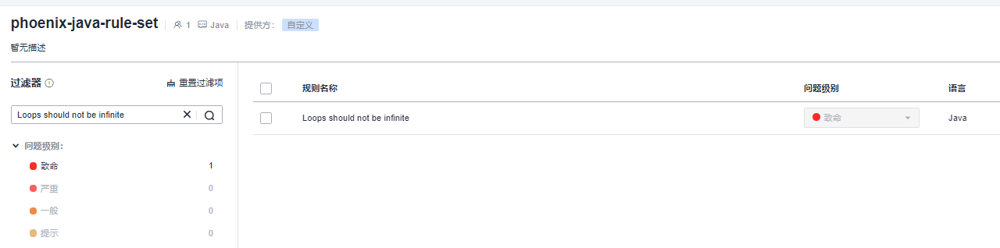 phoenix-java-rule-set 1 Java 提供方： 自定义
暂无描述
过滤器 重置过滤项
Loops should not be infinite
问题级别：
致命 1
严重 0
一般 0
提示 0
规则名称 问题级别 语言
Loops should not be infinite 致命 Java